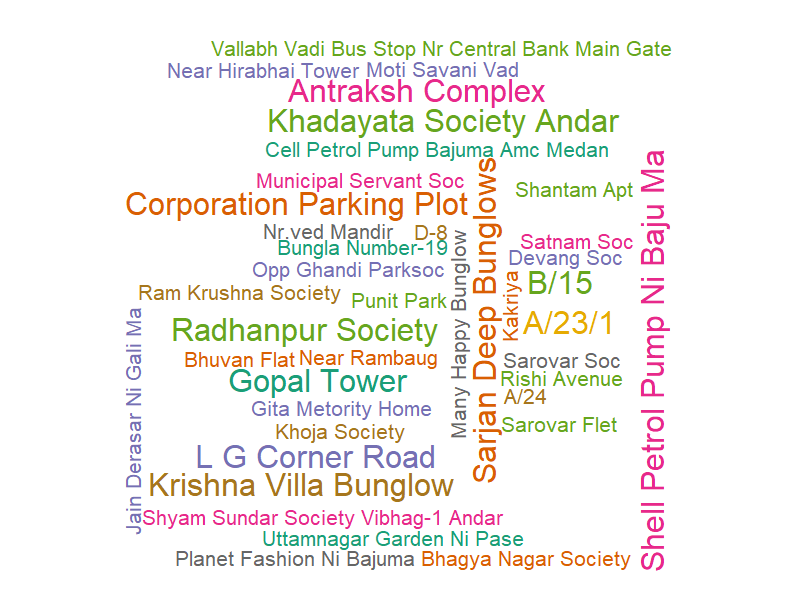 Vallabh Vadi Bus Stop Nr Central Bank Main Gate
Near Hirabhai Tower
Moti Savani Vad
Antraksh Complex
Khadayata Society Andar
Cell Petrol Pump Bajuma Amc Medan
Municipal Servant Soc
Shantam Apt
Corporation Parking Plot
Nr.ved Mandir
D-8
Bungla Number-19
Satnam Soc
Devang Soc
Opp Ghandi Parksoc
B/15
Ram Krushna Society
Punit Park
Kakriya
A/23/1
Radhanpur Society
Many Happy Bunglow
Sarjan Deep Bunglows
Shell Petrol Pump Ni Baju Ma
Bhuvan Flat
Near Rambaug
Sarovar Soc
Gopal Tower
Rishi Avenue
A/24
Gita Metority Home
Khoja Society
Sarovar Flet
L G Corner Road
Krishna Villa Bunglow
Jain Derasar Ni Gali Ma
Shyam Sundar Society Vibhag-1 Andar
Uttamnagar Garden Ni Pase
Planet Fashion Ni Bajuma
Bhagya Nagar Society